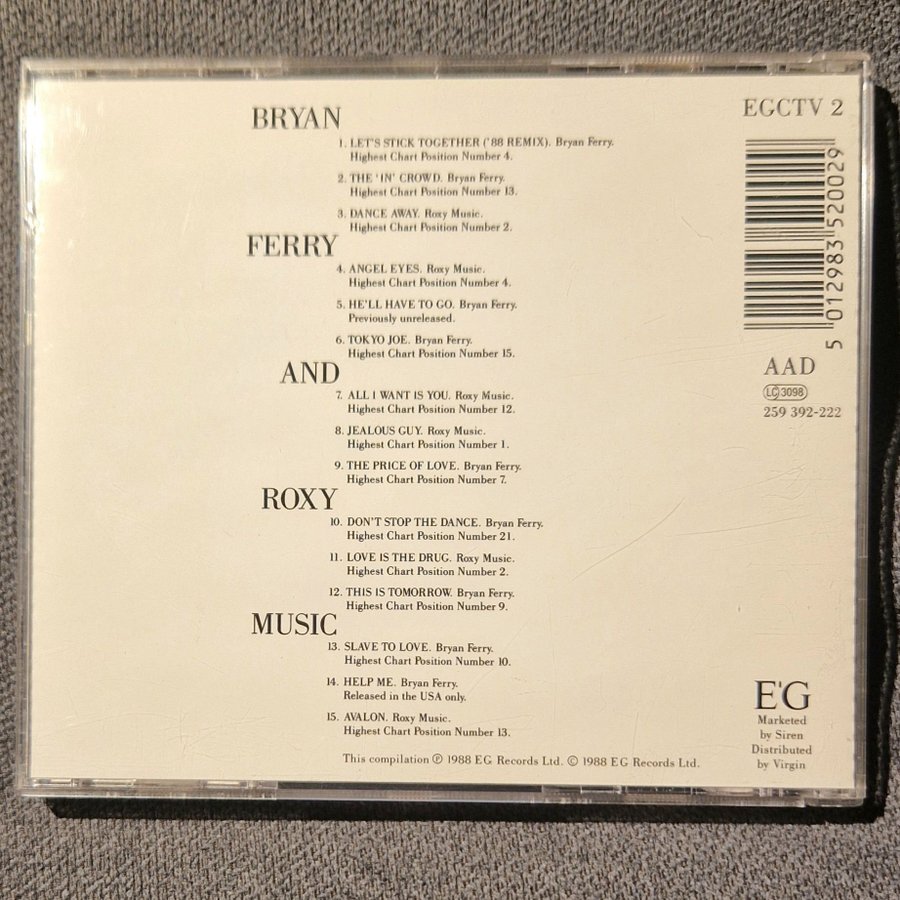 BRYAN
1. LET'S STICK TOGETHER ('88 REMIX). Bryan Ferry.
Highest Chart Position Number 4.
2. THE 'IN' CROWD. Bryan Ferry.
Highest Chart Position Number 13.
3. DANCE AWAY. Roxy Music.
Highest Chart Position Number 2.
FERRY
4. ANGEL EYES. Roxy Music.
Highest Chart Position Number 4.
5. HE'LL HAVE TO GO. Bryan Ferry.
Previously unreleased.
6. TOKYO JOE. Bryan Ferry.
Highest Chart Position Number 15.
AND
7. ALL I WANT IS YOU. Roxy Music.
Highest Chart Position Number 12.
8. JEALOUS GUY. Roxy Music.
Highest Chart Position Number 1.
9. THE PRICE OF LOVE. Bryan Ferry.
Highest Chart Position Number 7.
ROXY
10. DON'T STOP THE DANCE. Bryan Ferry.
Highest Chart Position Number 21.
11. LOVE IS THE DRUG. Roxy Music.
Highest Chart Position Number 2.
12. THIS IS TOMORROW. Bryan Ferry.
Highest Chart Position Number 9.
MUSIC
13. SLAVE TO LOVE. Bryan Ferry.
Highest Chart Position Number 10.
14. HELP ME. Bryan Ferry.
Released in the USA only.
15. AVALON. Roxy Music.
Highest Chart Position Number 13.
This compilation ℗ 1988 EG Records Ltd. © 1988 EG Records Ltd.
EGCTV 2
5 012983 520029
AAD
LC 3098
259 392-222
E'G
Marketed
by Siren
Distributed
by Virgin